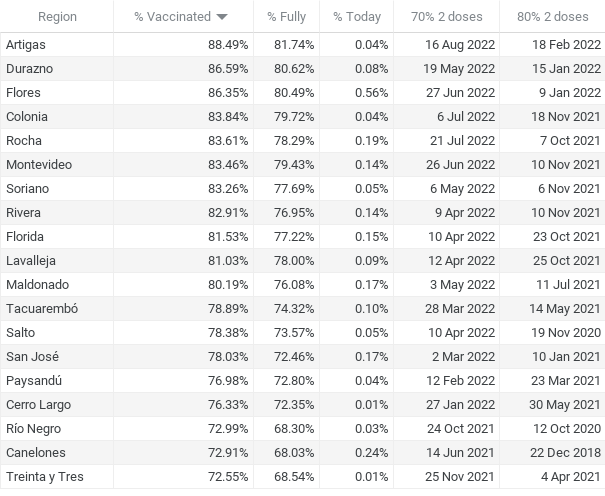 Region % Vaccinated % Fully % Today 70% 2 doses 80% 2 doses
Artigas 88.49% 81.74% 0.04% 16 Aug 2022 18 Feb 2022
Durazno 86.59% 80.62% 0.08% 19 May 2022 15 Jan 2022
Flores 86.35% 80.49% 0.56% 27 Jun 2022 9 Jan 2022
Colonia 83.84% 79.72% 0.04% 6 Jul 2022 18 Nov 2021
Rocha 83.61% 78.29% 0.19% 21 Jul 2022 7 Oct 2021
Montevideo 83.46% 79.43% 0.14% 26 Jun 2022 10 Nov 2021
Soriano 83.26% 77.69% 0.05% 6 May 2022 6 Nov 2021
Rivera 82.91% 76.95% 0.14% 9 Apr 2022 10 Nov 2021
Florida 81.53% 77.22% 0.15% 10 Apr 2022 23 Oct 2021
Lavalleja 81.03% 78.00% 0.09% 12 Apr 2022 25 Oct 2021
Maldonado 80.19% 76.08% 0.17% 3 May 2022 11 Jul 2021
Tacuarembó 78.89% 74.32% 0.10% 28 Mar 2022 14 May 2021
Salto 78.38% 73.57% 0.05% 10 Apr 2022 19 Nov 2020
San José 78.03% 72.46% 0.17% 2 Mar 2022 10 Jan 2021
Paysandú 76.98% 72.80% 0.04% 12 Feb 2022 23 Mar 2021
Cerro Largo 76.33% 72.35% 0.01% 27 Jan 2022 30 May 2021
Río Negro 72.99% 68.30% 0.03% 24 Oct 2021 12 Oct 2020
Canelones 72.91% 68.03% 0.24% 14 Jun 2021 22 Dec 2018
Treinta y Tres 72.55% 68.54% 0.01% 25 Nov 2021 4 Apr 2021